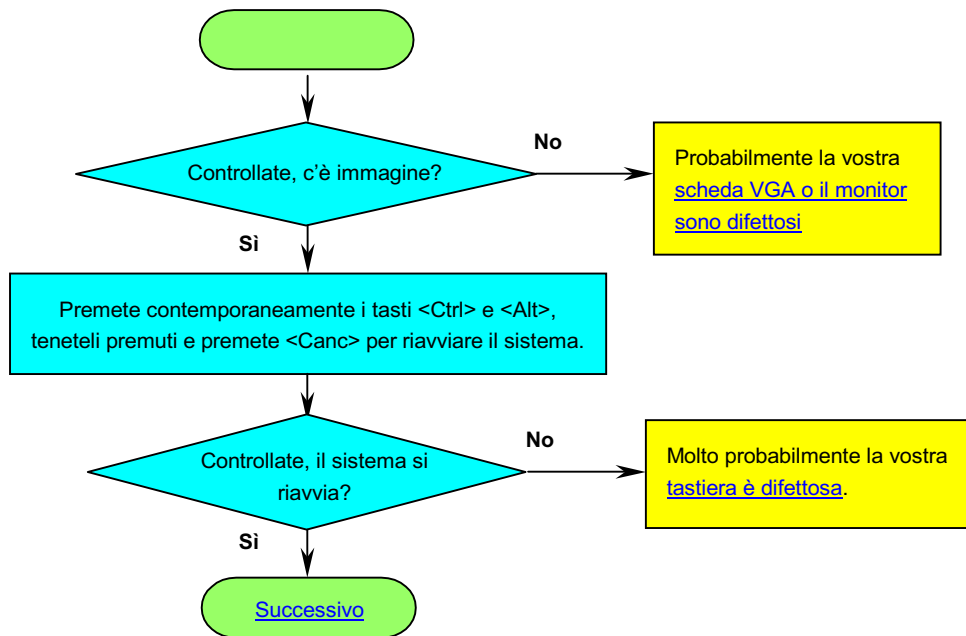 Controllate, c'è immagine?
No
Probabilmente la vostra
scheda VGA o il monitor
sono difettosi
Sì
Premete contemporaneamente i tasti <Ctrl> e <Alt>,
teneteli premuti e premete <Canc> per riavviare il sistema.
Controllate, il sistema si
riavvia?
No
Molto probabilmente la vostra
tastiera è difettosa.
Sì
Successivo